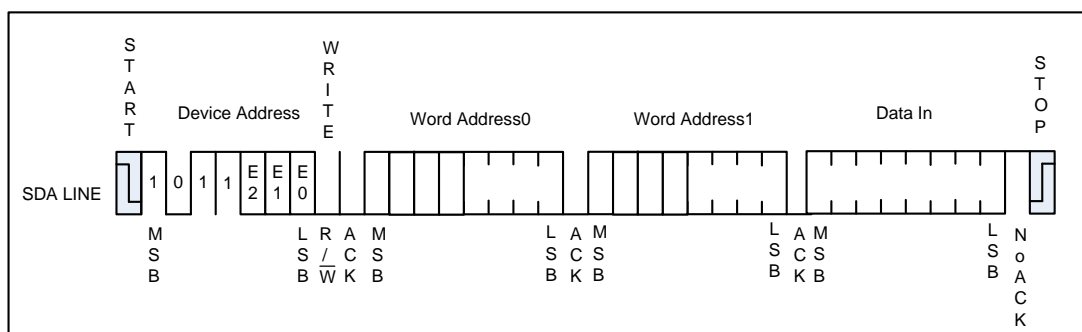 START
WRITE
STOP
Device Address
Word Address0
Word Address1
Data In
SDA LINE
1 0 1 1 E2 E1 E0
MSB
LSB
R/W
ACK
MSB
LSB
ACK
MSB
LSB
ACK
MSB
LSB
NoACK